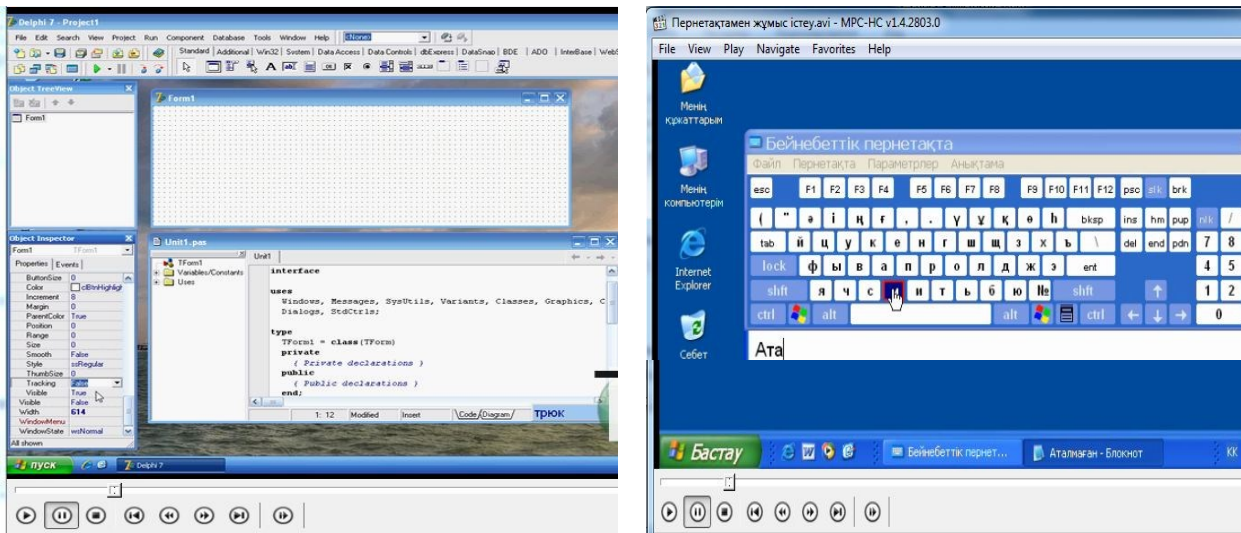 Delphi 7 - Project1
File Edit Search View Project Run Component Database Tools Window Help <None>
Standard Additional Win32 System Data Access Data Controls dbExpress DataSnap BDE ADO InterBase
Object TreeView
Form1
Form1
Object Inspector
Form1 TForm1
Properties Events
ButtonSize 0
Color clBtnHighligh
Increment 8
Margin 0
ParentColor True
Position 0
Range 0
Size 0
Smooth False
Style ssRegular
ThumbSize 0
Tracking False
Visible True
Visible False
Width 614
WindowMenu
WindowState wsNormal
All shown
Unit1.pas
TForm1
Variables/Constants
Uses
Unit1
interface
uses
Windows, Messages, SysUtils, Variants, Classes, Graphics, C
Dialogs, StdCtrls;
type
TForm1 = class(TForm)
private
{ Private declarations }
public
{ Public declarations }
end;
1: 12 Modified Insert Code Diagram
трюк
пуск Delphi 7
Пернетақтамен жұмыс істеу.avi - MPC-HC v1.4.2803.0
File View Play Navigate Favorites Help
Менің құжаттарым
Менің компьютерім
Internet Explorer
Себет
Бейнебеттік пернетақта
Файл Пернетақта Параметрлер Анықтама
esc F1 F2 F3 F4 F5 F6 F7 F8 F9 F10 F11 F12 psc slk brk
( " ә і ң ғ , . ү ұ қ ө һ bksp ins hm pup nlk /
tab й ц у к е н г ш щ з х ъ \ del end pdn 7 8
lock ф ы в а п р о л д ж э ent 4 5
shft я ч с м и т ь б ю № shft ↑ 1 2
ctrl alt alt ctrl ← ↓ → 0
Ата
Бастау Бейнебеттік пернет... Аталмаған - Блокнот КК